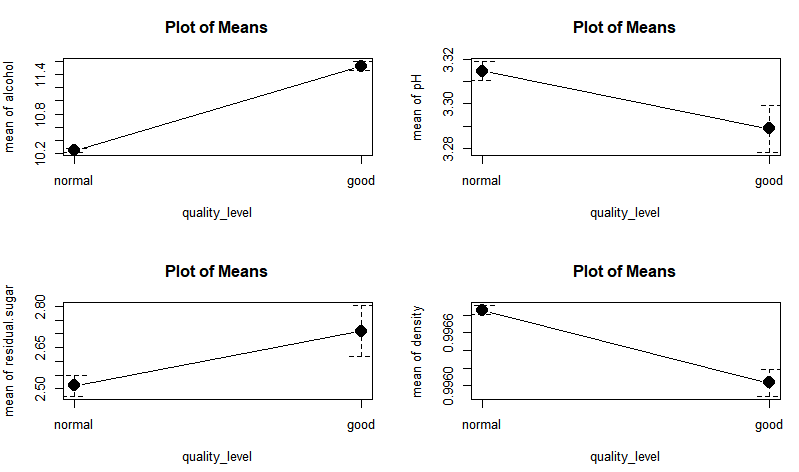 Plot of Means
mean of alcohol
11.4
10.8
10.2
normal
good
quality_level
Plot of Means
mean of pH
3.32
3.30
3.28
normal
good
quality_level
Plot of Means
mean of residual.sugar
2.80
2.65
2.50
normal
good
quality_level
Plot of Means
mean of density
0.9966
0.9960
normal
good
quality_level